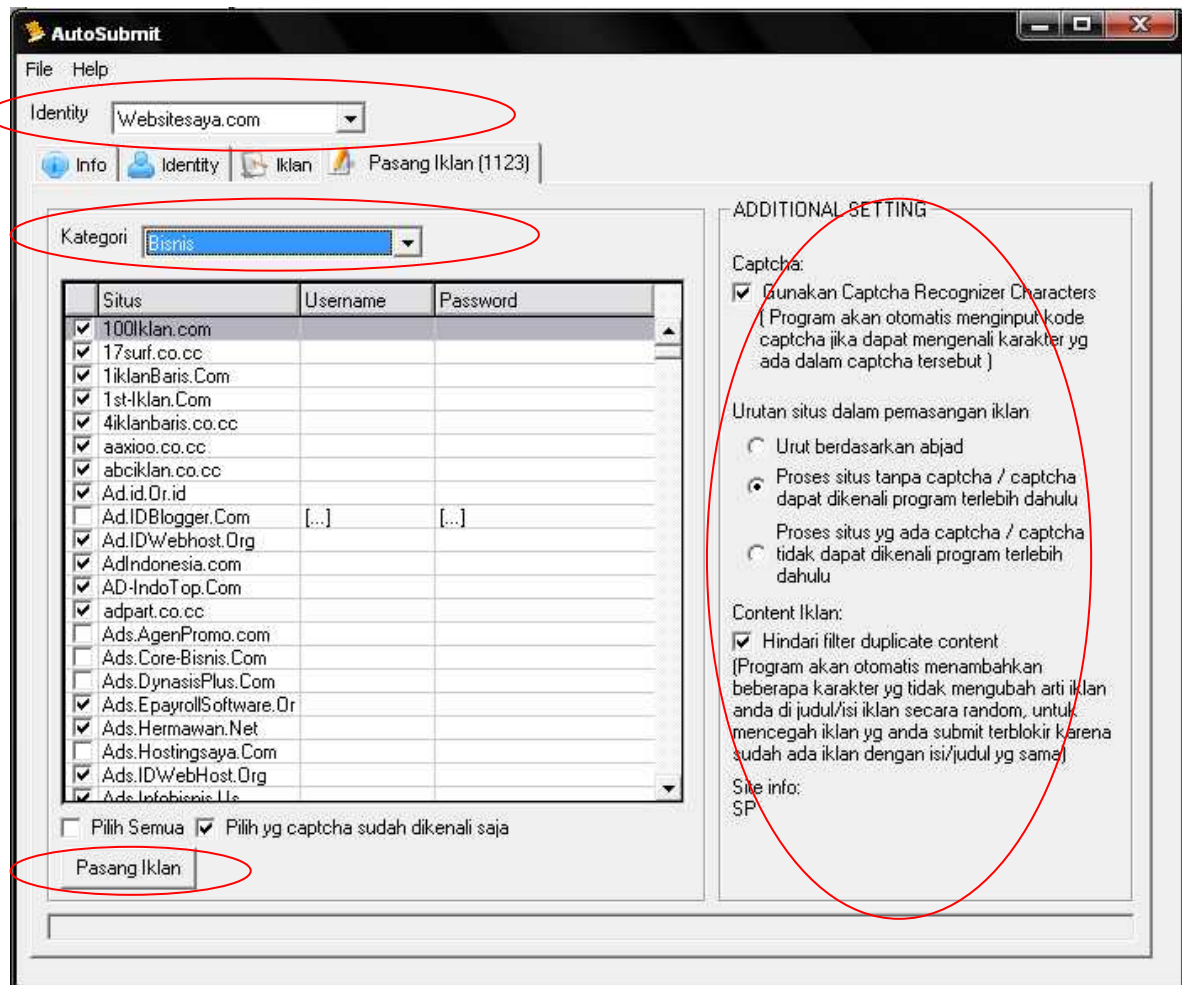 AutoSubmit
File Help
Identity Websitesaya.com
Info Identity Iklan Pasang Iklan (1123)
Kategori Bisnis
Situs Username Password
100Iklan.com
17surf.co.cc
1iklanBaris.Com
1st-Iklan.Com
4iklanbaris.co.cc
aaxioo.co.cc
abciklan.co.cc
Ad.id.Or.id
Ad.IDBlogger.Com [...] [...]
Ad.IDWebhost.Org
AdIndonesia.com
AD-IndoTop.Com
adpart.co.cc
Ads.AgenPromo.com
Ads.Core-Bisnis.Com
Ads.DynasisPlus.Com
Ads.EpayrollSoftware.Or
Ads.Hermawan.Net
Ads.Hostingsaya.Com
Ads.IDWebHost.Org
Ads.Infobisnis.Us
Pilih Semua Pilih yg captcha sudah dikenali saja
Pasang Iklan
ADDITIONAL SETTING
Captcha:
Gunakan Captcha Recognizer Characters
( Program akan otomatis menginput kode
captcha jika dapat mengenali karakter yg
ada dalam captcha tersebut )
Urutan situs dalam pemasangan iklan
Urut berdasarkan abjad
Proses situs tanpa captcha / captcha
dapat dikenali program terlebih dahulu
Proses situs yg ada captcha / captcha
tidak dapat dikenali program terlebih
dahulu
Content Iklan:
Hindari filter duplicate content
(Program akan otomatis menambahkan
beberapa karakter yg tidak mengubah arti iklan
anda di judul/isi iklan secara random, untuk
mencegah iklan yg anda submit terblokir karena
sudah ada iklan dengan isi/judul yg sama)
Site info:
SP